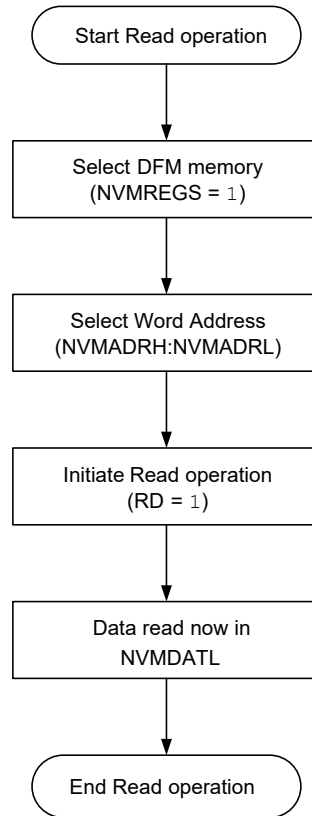 Start Read operation
Select DFM memory
(NVMREGS = 1)
Select Word Address
(NVMADRH:NVMADRL)
Initiate Read operation
(RD = 1)
Data read now in
NVMDATL
End Read operation